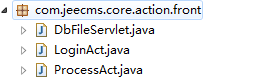 com.jeecms.core.action.front
DbFileServlet.java
LoginAct.java
ProcessAct.java